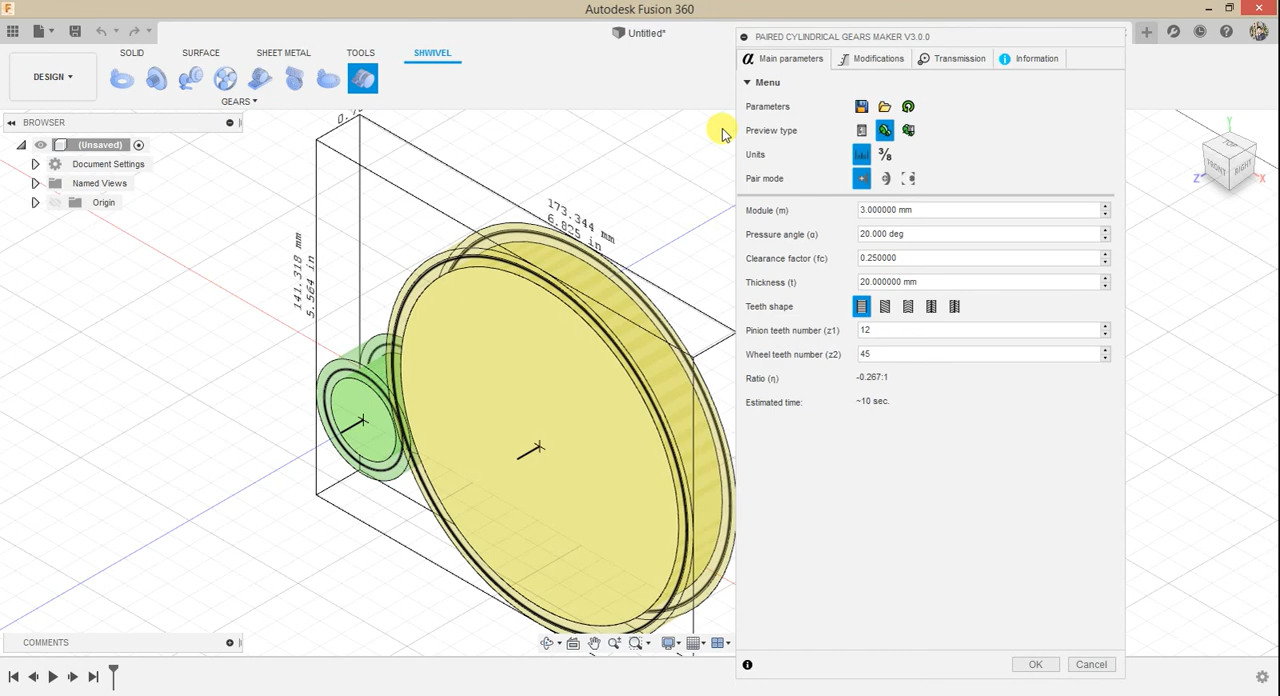 Autodesk Fusion 360
Untitled*
SOLID
SURFACE
SHEET METAL
TOOLS
SHWIVEL
DESIGN
GEARS
BROWSER
(Unsaved)
Document Settings
Named Views
Origin
173.344 mm
6.825 in
141.318 mm
5.564 in
PAIRED CYLINDRICAL GEARS MAKER V3.0.0
Main parameters
Modifications
Transmission
Information
Menu
Parameters
Preview type
Units
Pair mode
Module (m) 3.000000 mm
Pressure angle (α) 20.000 deg
Clearance factor (fc) 0.250000
Thickness (t) 20.000000 mm
Teeth shape
Pinion teeth number (z1) 12
Wheel teeth number (z2) 45
Ratio (η) -0.267:1
Estimated time: ~10 sec.
OK
Cancel
TOP
FRONT
RIGHT
Y
Z
X
COMMENTS